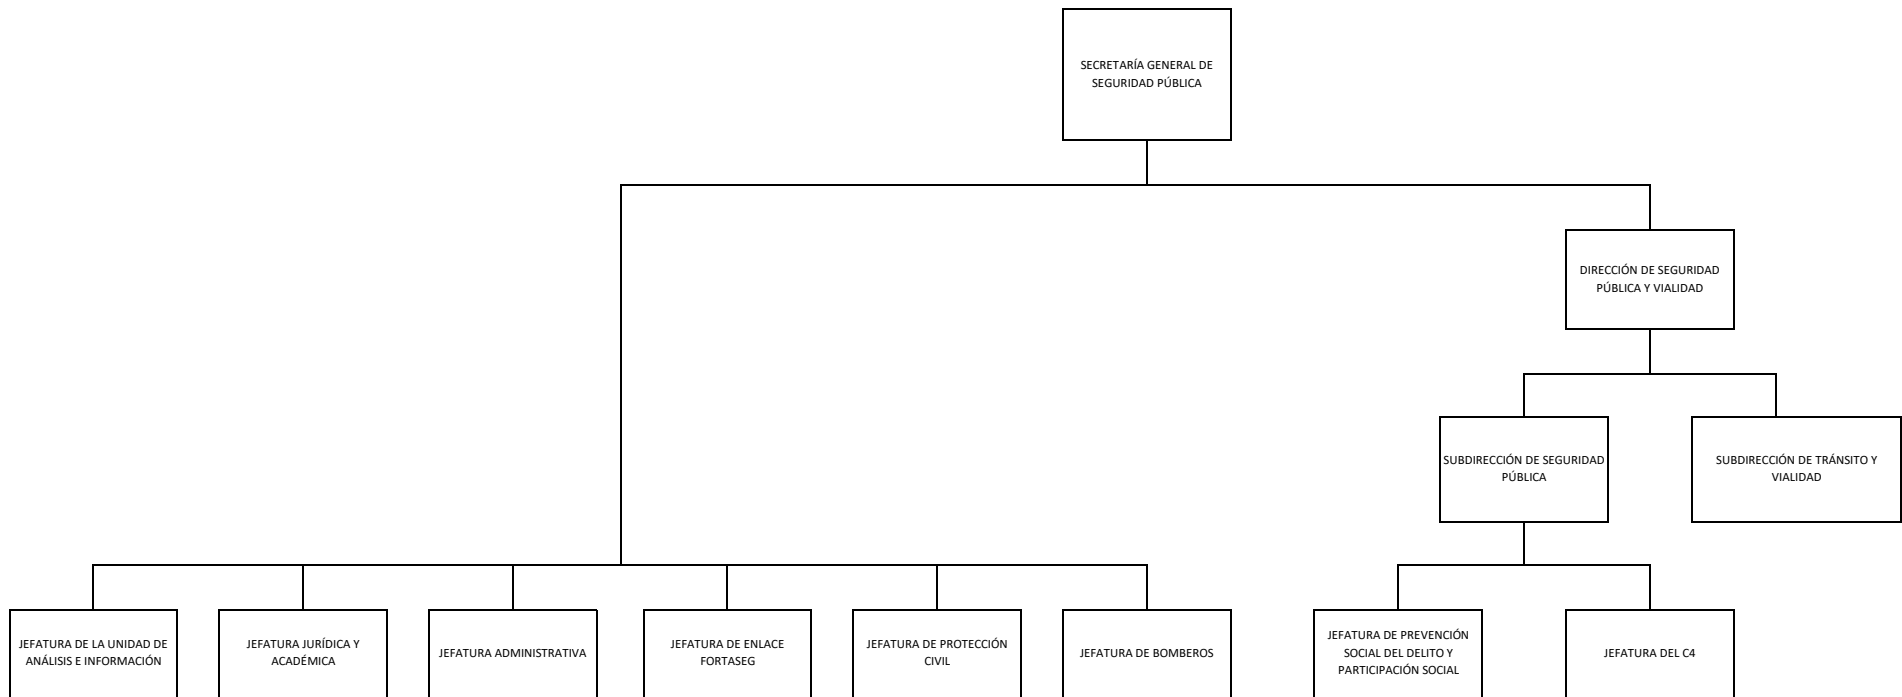 SECRETARÍA GENERAL DE
SEGURIDAD PÚBLICA
DIRECCIÓN DE SEGURIDAD
PÚBLICA Y VIALIDAD
SUBDIRECCIÓN DE SEGURIDAD
PÚBLICA
SUBDIRECCIÓN DE TRÁNSITO Y
VIALIDAD
JEFATURA DE LA UNIDAD DE
ANÁLISIS E INFORMACIÓN
JEFATURA JURÍDICA Y
ACADÉMICA
JEFATURA ADMINISTRATIVA
JEFATURA DE ENLACE
FORTASEG
JEFATURA DE PROTECCIÓN
CIVIL
JEFATURA DE BOMBEROS
JEFATURA DE PREVENCIÓN
SOCIAL DEL DELITO Y
PARTICIPACIÓN SOCIAL
JEFATURA DEL C4